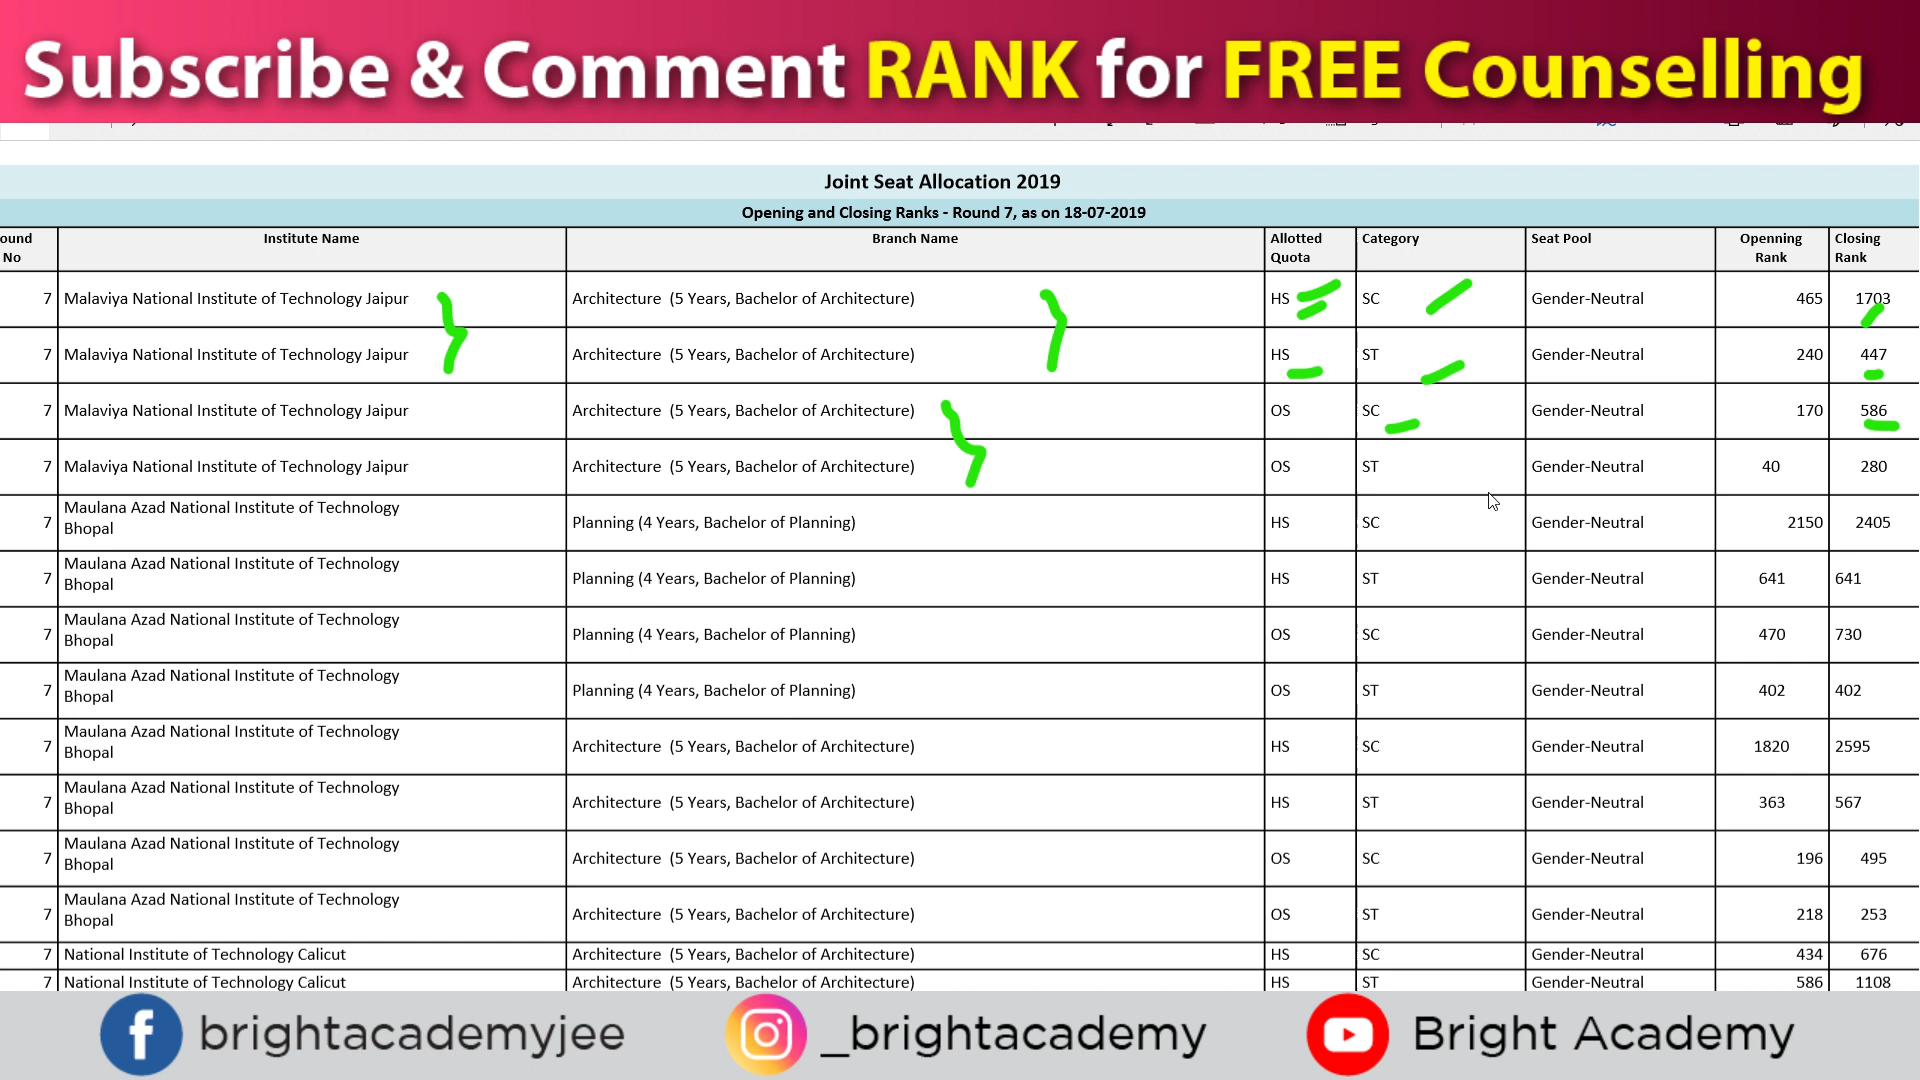 Subscribe & Comment RANK for FREE Counselling
Joint Seat Allocation 2019
Opening and Closing Ranks - Round 7, as on 18-07-2019
ound No Institute Name Branch Name Allotted Quota Category Seat Pool Openning Rank Closing Rank
7 Malaviya National Institute of Technology Jaipur Architecture (5 Years, Bachelor of Architecture) HS SC Gender-Neutral 465 1703
7 Malaviya National Institute of Technology Jaipur Architecture (5 Years, Bachelor of Architecture) HS ST Gender-Neutral 240 447
7 Malaviya National Institute of Technology Jaipur Architecture (5 Years, Bachelor of Architecture) OS SC Gender-Neutral 170 586
7 Malaviya National Institute of Technology Jaipur Architecture (5 Years, Bachelor of Architecture) OS ST Gender-Neutral 40 280
7 Maulana Azad National Institute of Technology Bhopal Planning (4 Years, Bachelor of Planning) HS SC Gender-Neutral 2150 2405
7 Maulana Azad National Institute of Technology Bhopal Planning (4 Years, Bachelor of Planning) HS ST Gender-Neutral 641 641
7 Maulana Azad National Institute of Technology Bhopal Planning (4 Years, Bachelor of Planning) OS SC Gender-Neutral 470 730
7 Maulana Azad National Institute of Technology Bhopal Planning (4 Years, Bachelor of Planning) OS ST Gender-Neutral 402 402
7 Maulana Azad National Institute of Technology Bhopal Architecture (5 Years, Bachelor of Architecture) HS SC Gender-Neutral 1820 2595
7 Maulana Azad National Institute of Technology Bhopal Architecture (5 Years, Bachelor of Architecture) HS ST Gender-Neutral 363 567
7 Maulana Azad National Institute of Technology Bhopal Architecture (5 Years, Bachelor of Architecture) OS SC Gender-Neutral 196 495
7 Maulana Azad National Institute of Technology Bhopal Architecture (5 Years, Bachelor of Architecture) OS ST Gender-Neutral 218 253
7 National Institute of Technology Calicut Architecture (5 Years, Bachelor of Architecture) HS SC Gender-Neutral 434 676
7 National Institute of Technology Calicut Architecture (5 Years, Bachelor of Architecture) HS ST Gender-Neutral 586 1108
brightacademyjee _brightacademy Bright Academy